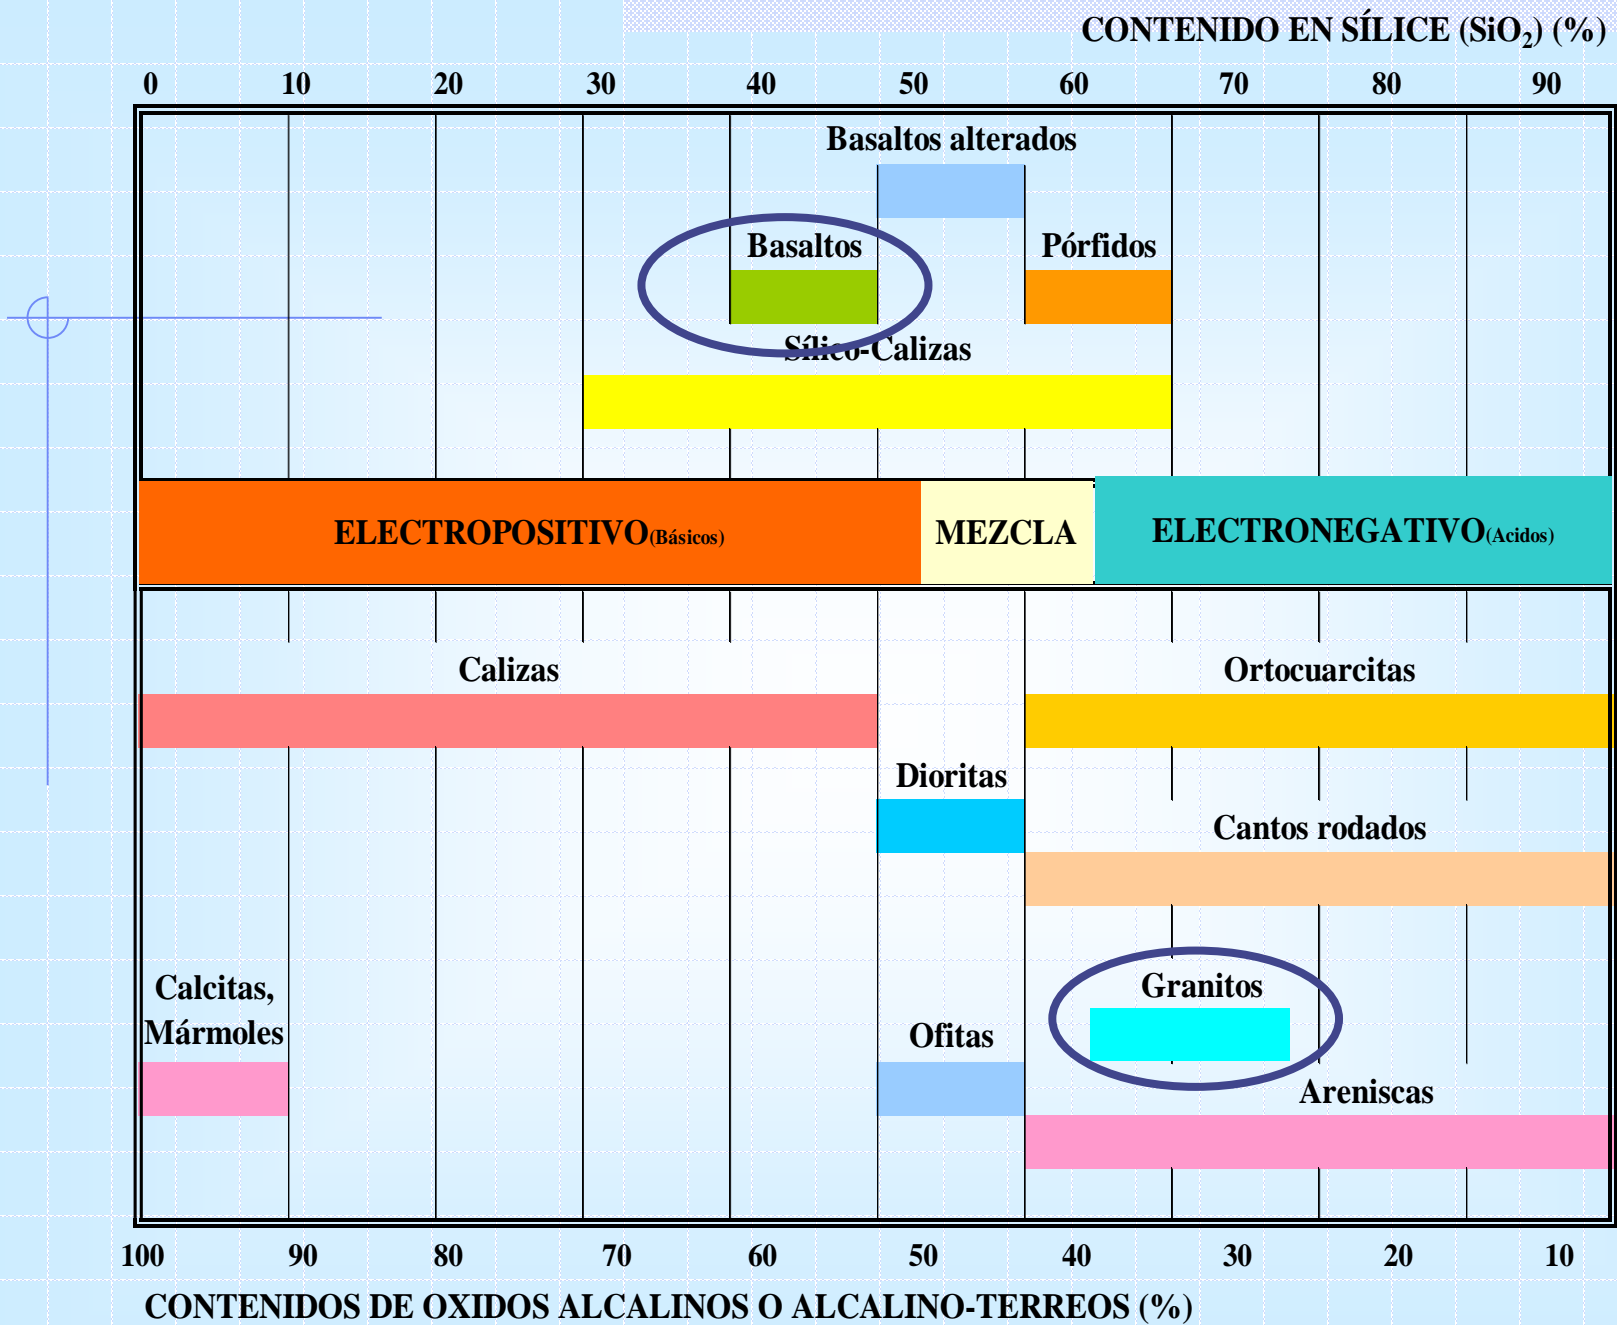 CONTENIDO EN SÍLICE (SiO₂) (%)
0 10 20 30 40 50 60 70 80 90
Basaltos alterados
Basaltos
Pórfidos
Sílico-Calizas
ELECTROPOSITIVO(Básicos)
MEZCLA
ELECTRONEGATIVO(Acidos)
Calizas
Ortocuarcitas
Dioritas
Cantos rodados
Calcitas,
Mármoles
Granitos
Ofitas
Areniscas
100 90 80 70 60 50 40 30 20 10
CONTENIDOS DE OXIDOS ALCALINOS O ALCALINO-TERREOS (%)